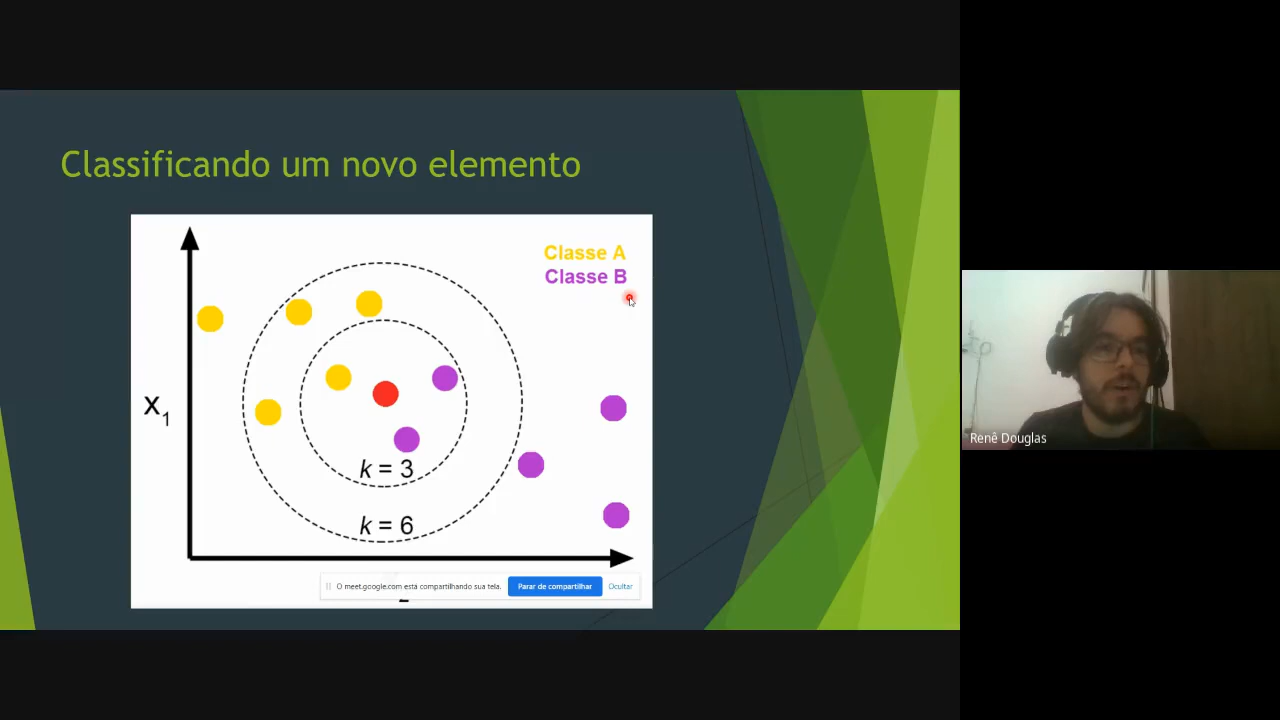 Classificando um novo elemento
Classe A
Classe B
x1
k = 3
k = 6
O meet.google.com está compartilhando sua tela.
Parar de compartilhar
Ocultar
Renê Douglas